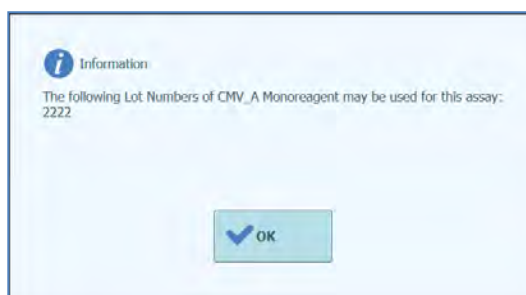 Information
The following Lot Numbers of CMV_A Monoreagent may be used for this assay:
2222
OK